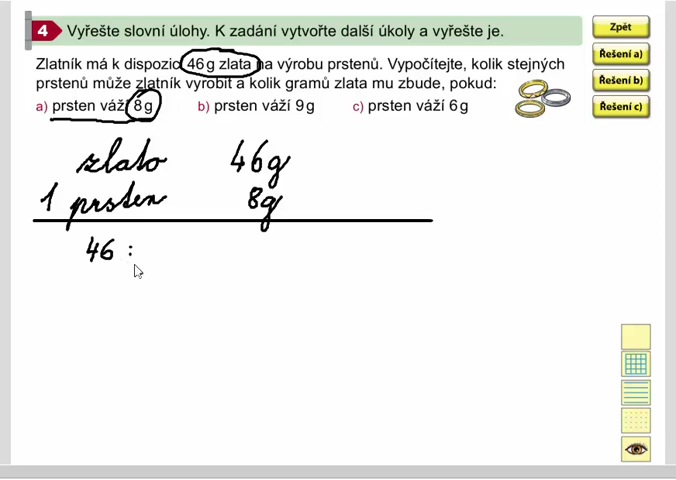 4 Vyřešte slovní úlohy. K zadání vytvořte další úkoly a vyřešte je.
Zpět
Řešení a)
Řešení b)
Řešení c)
Zlatník má k dispozic 46 g zlata na výrobu prstenů. Vypočítejte, kolik stejných
prstenů může zlatník vyrobit a kolik gramů zlata mu zbude, pokud:
a) prsten váží 8 g b) prsten váží 9 g c) prsten váží 6 g
zlato 46g
1 prsten 8g
46 :